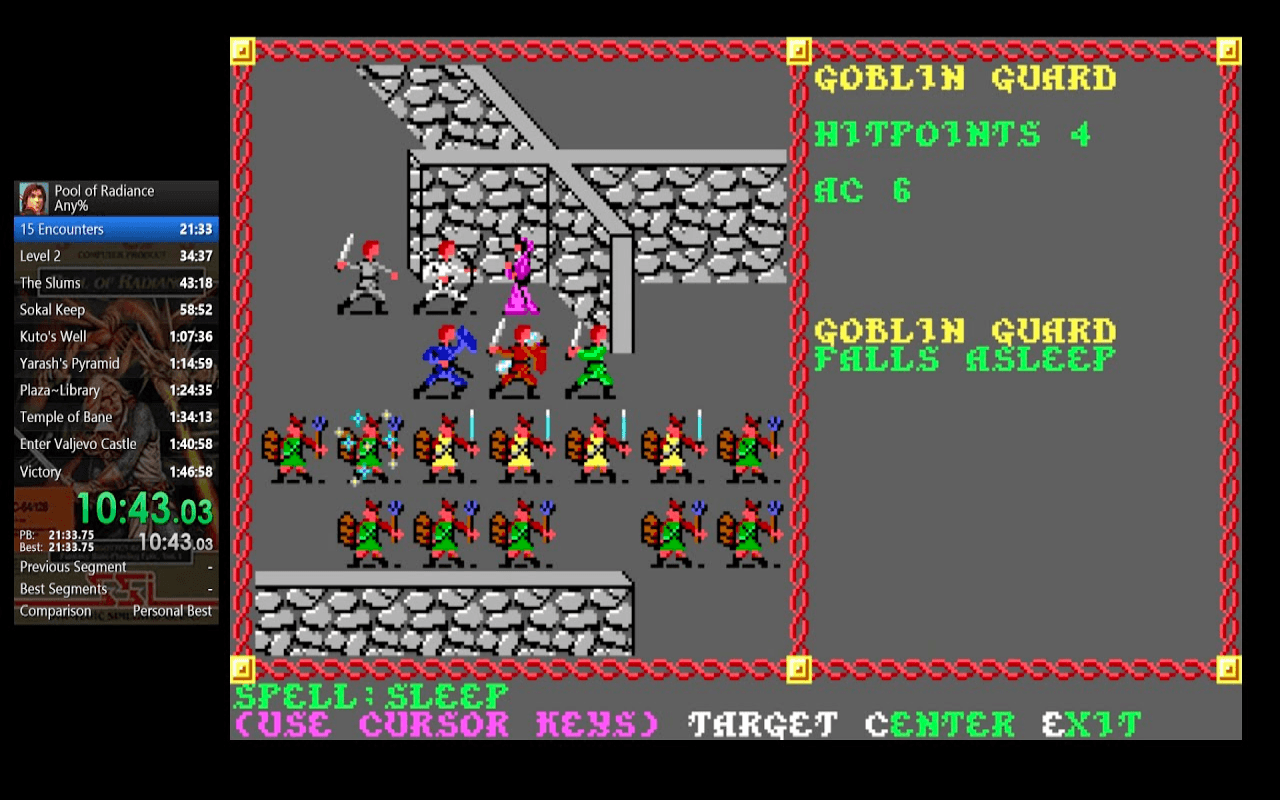 Pool of Radiance
Any%
15 Encounters 21:33
Level 2 34:37
The Slums 43:18
Sokal Keep 58:52
Kuto's Well 1:07:36
Yarash's Pyramid 1:14:59
Plaza~Library 1:24:35
Temple of Bane 1:34:13
Enter Valjevo Castle 1:40:58
Victory 1:46:58
10:43.03
PB: 21:33.75
Best: 21:33.75
10:43.03
Previous Segment -
Best Segments -
Comparison Personal Best
GOBLIN GUARD
HITPOINTS 4
AC 6
GOBLIN GUARD
FALLS ASLEEP
SPELL:SLEEP
(USE CURSOR KEYS) TARGET CENTER EXIT